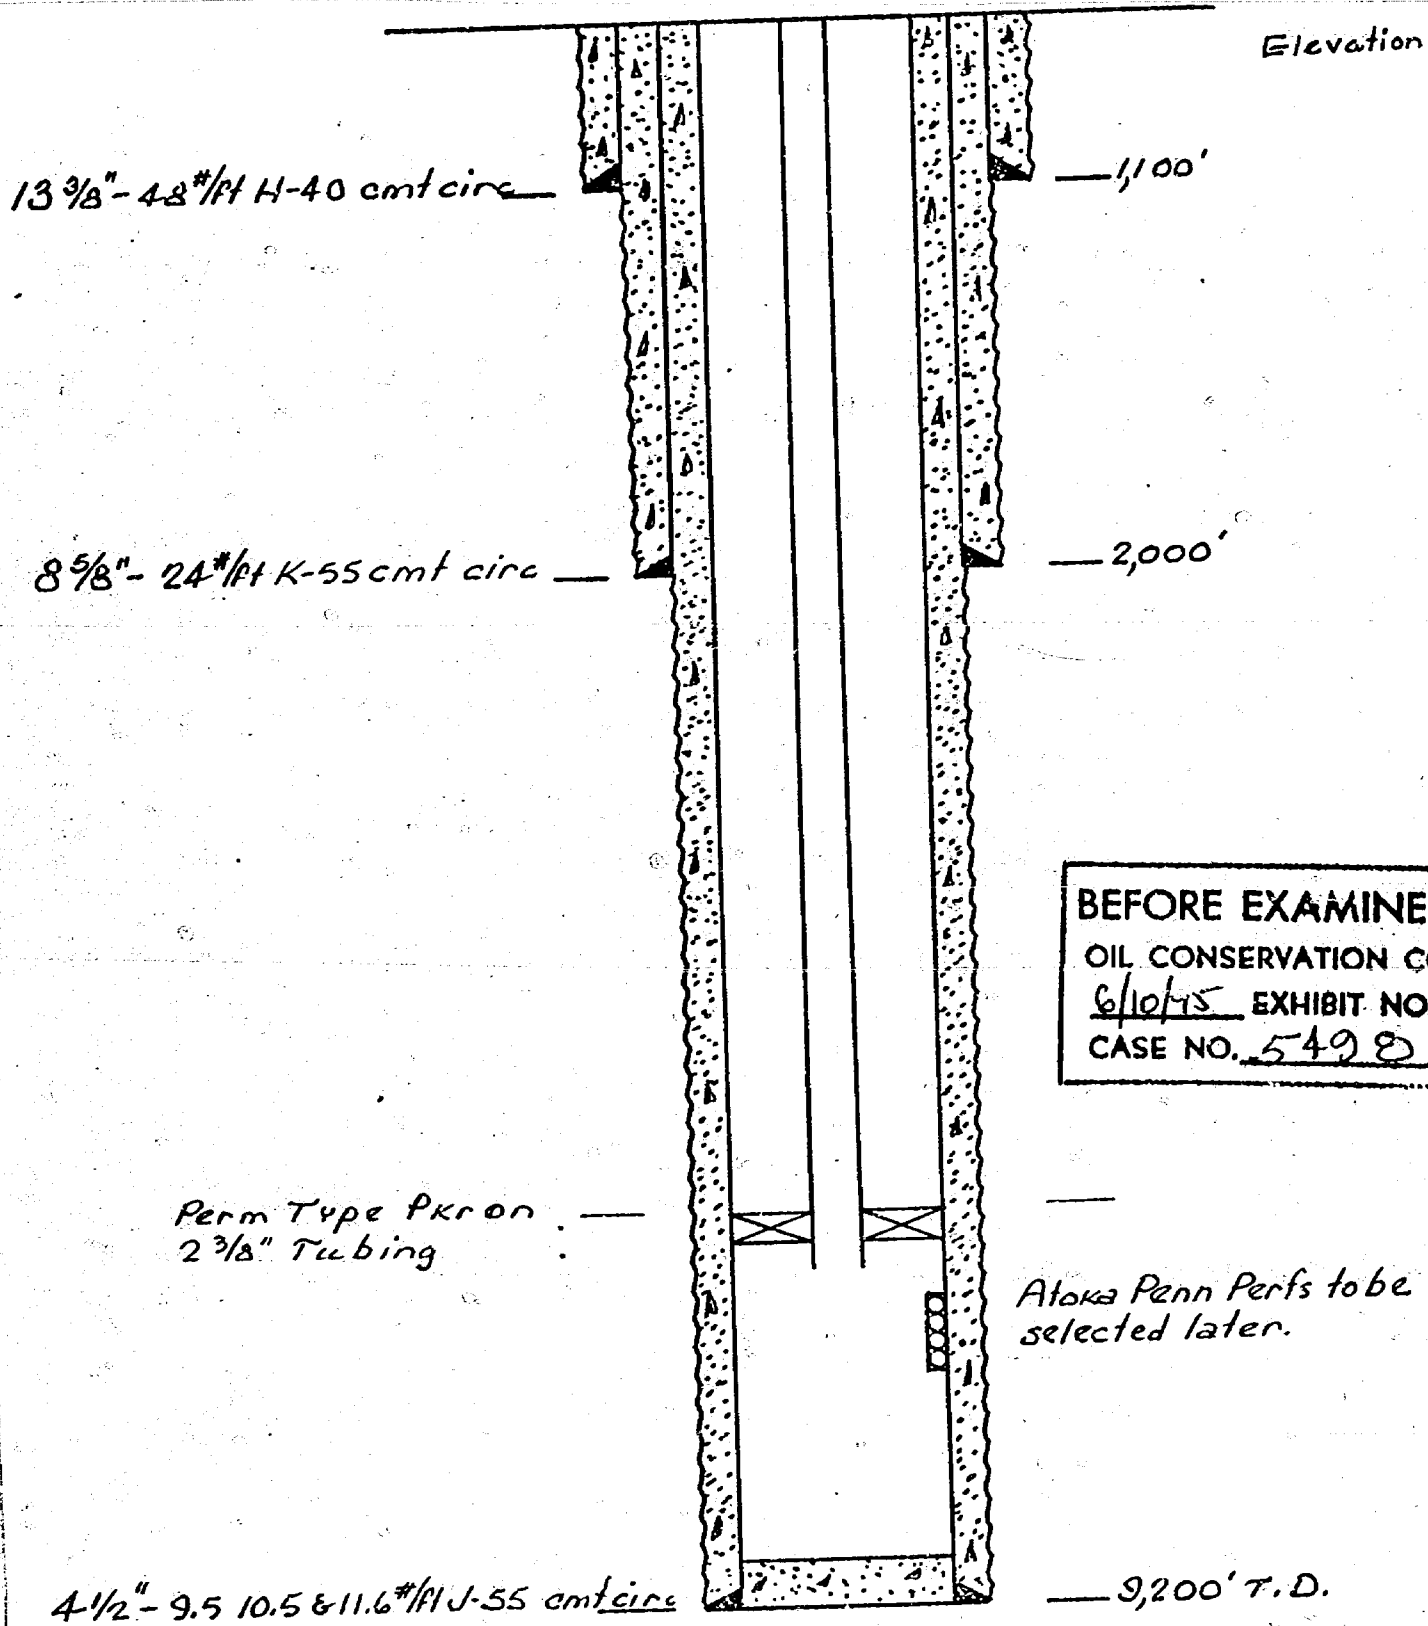 Elevation
13 3/8" - 48#/ft H-40 cmt circ
1,100'
8 5/8" - 24#/ft K-55 cmt circ
2,000'
BEFORE EXAMINE
OIL CONSERVATION CO
6/10/75 EXHIBIT NO
CASE NO. 5498
Perm Type Pkr on
2 3/8" Tubing
Atoka Penn Perfs to be
selected later.
4-1/2" - 9.5 10.5 & 11.6#/ft J-55 cmt circ
9,200' T.D.